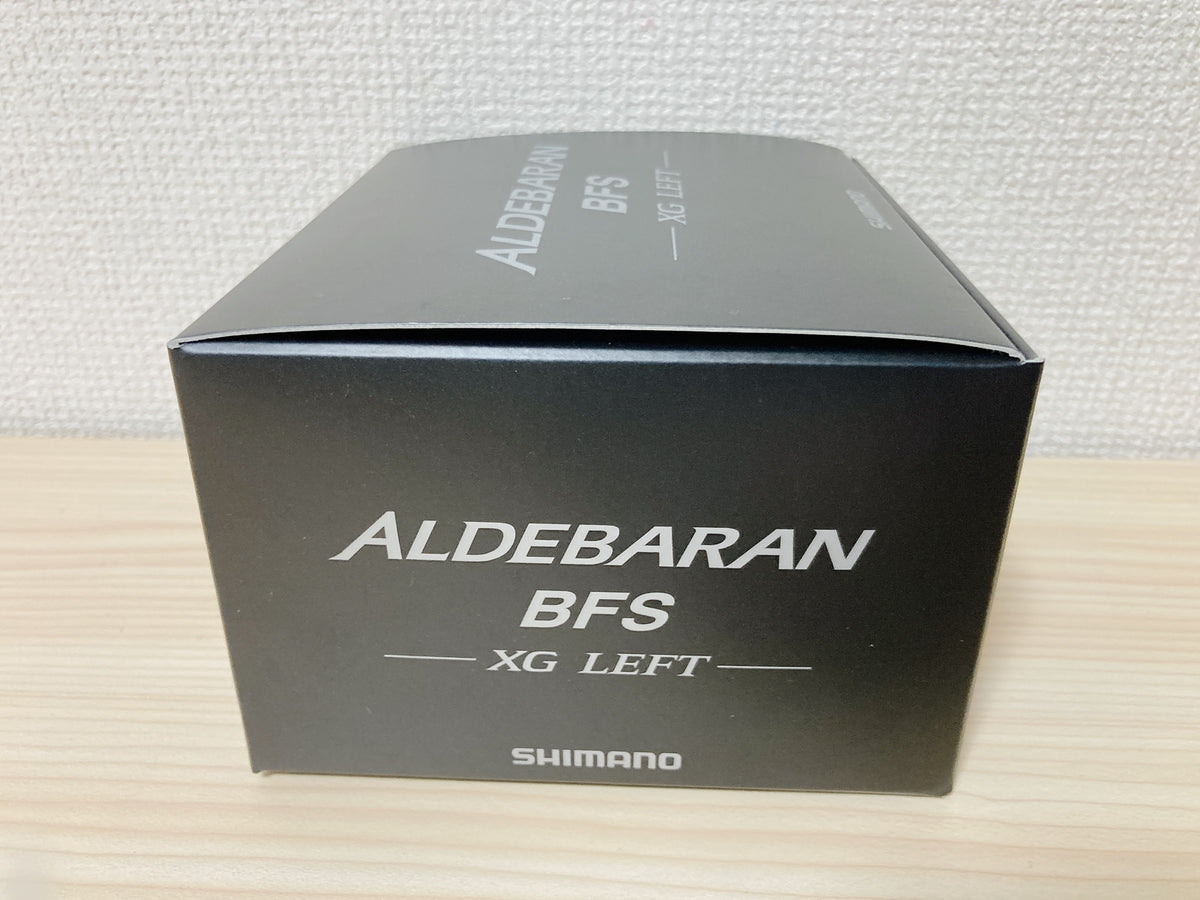 ALDEBARAN
BFS
XG LEFT
SHIMANO
ALDEBARAN
BFS
XG LEFT
SHIMANO